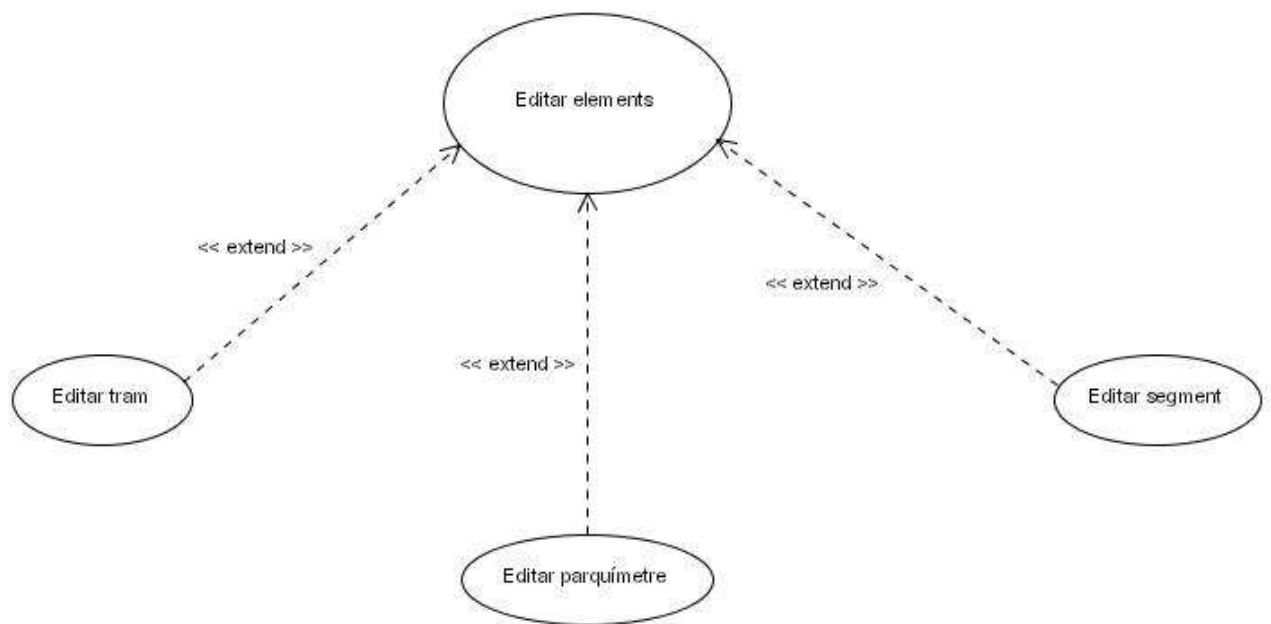 Editar elements
<< extend >>
<< extend >>
<< extend >>
Editar tram
Editar segment
Editar parquímetre